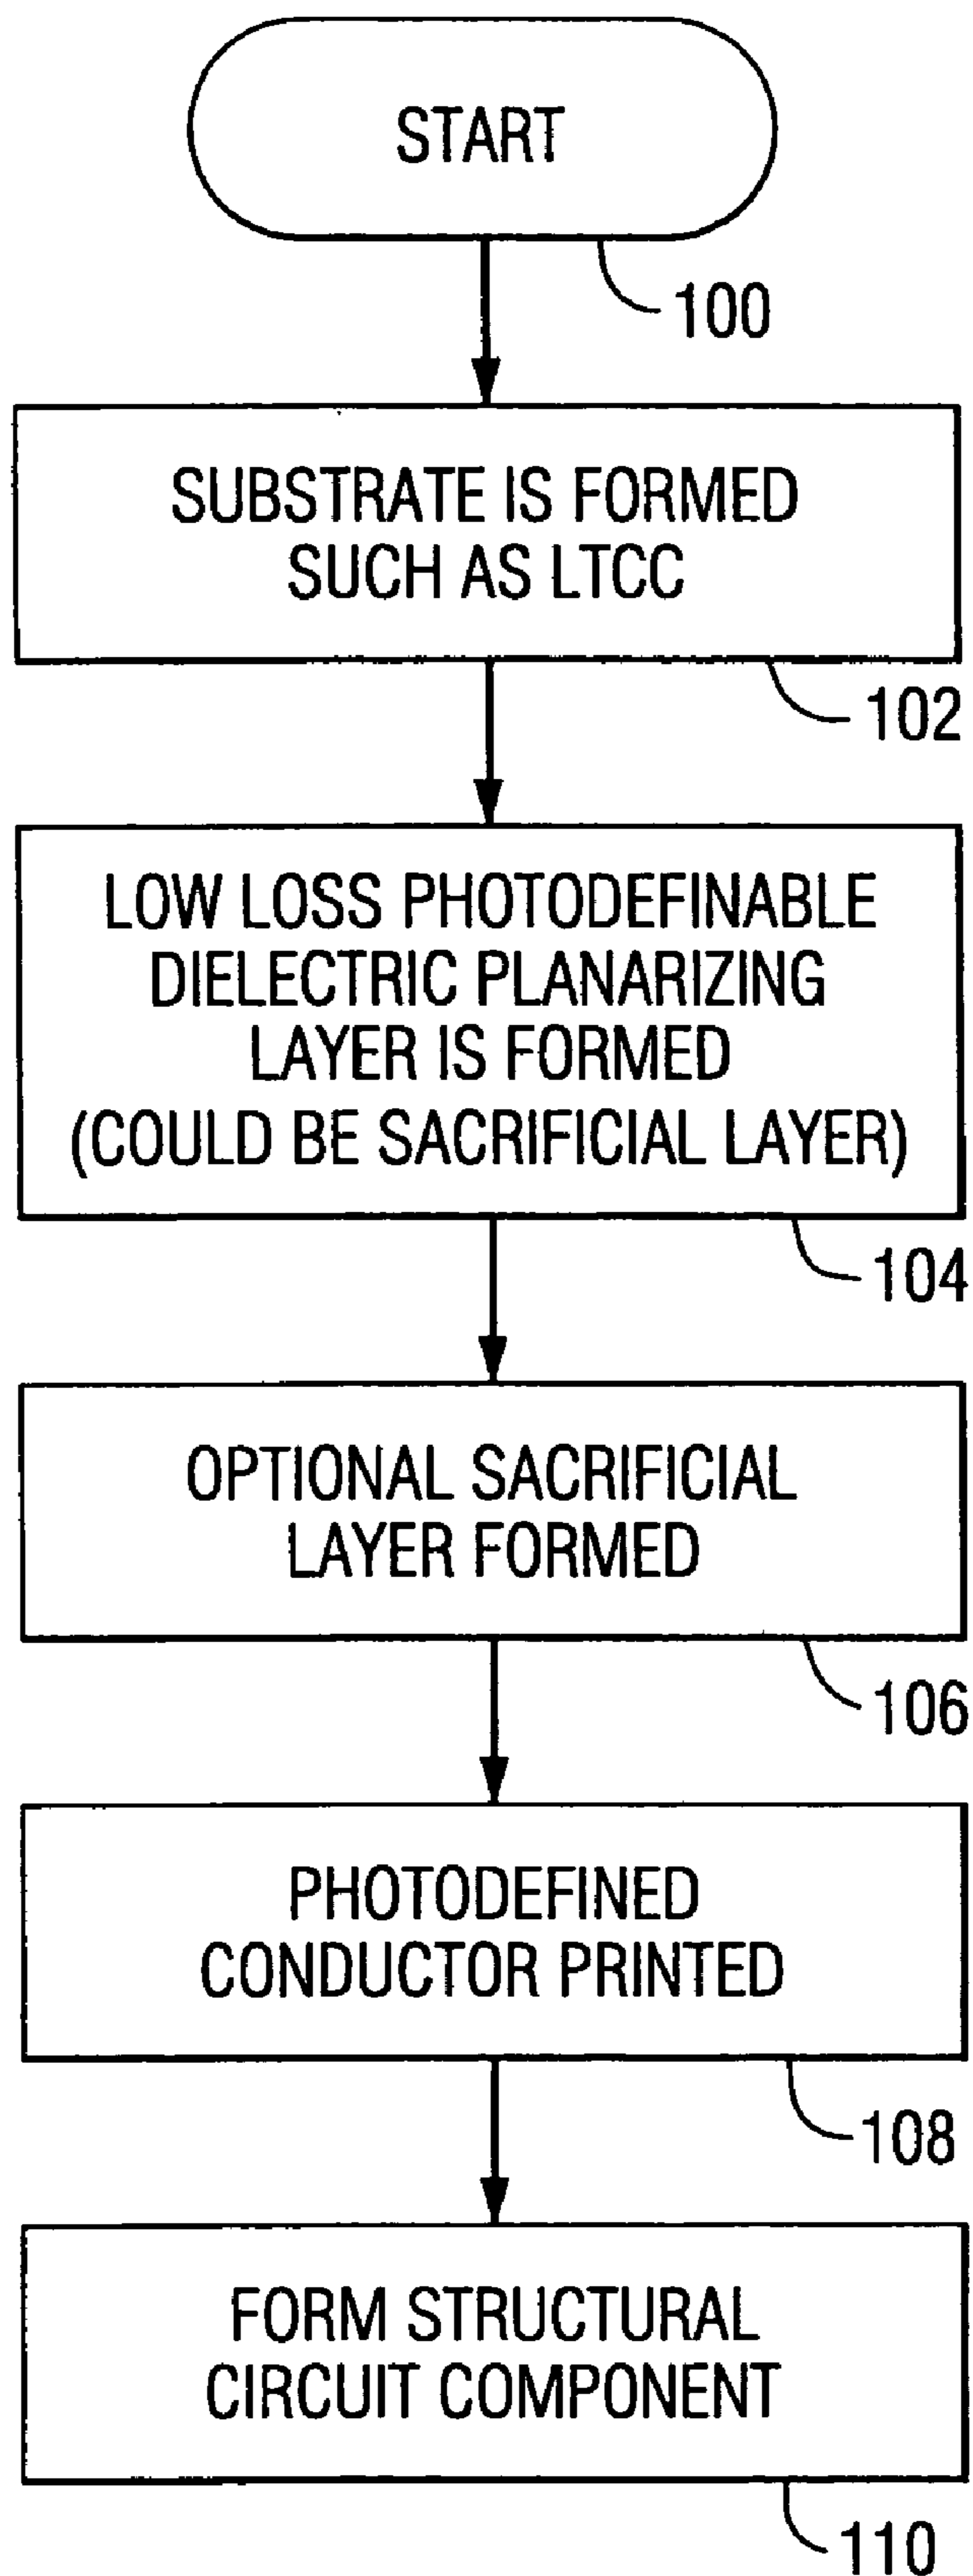 START
100
SUBSTRATE IS FORMED
SUCH AS LTCC
102
LOW LOSS PHOTODEFINABLE
DIELECTRIC PLANARIZING
LAYER IS FORMED
(COULD BE SACRIFICIAL LAYER)
104
OPTIONAL SACRIFICIAL
LAYER FORMED
106
PHOTODEFINED
CONDUCTOR PRINTED
108
FORM STRUCTURAL
CIRCUIT COMPONENT
110